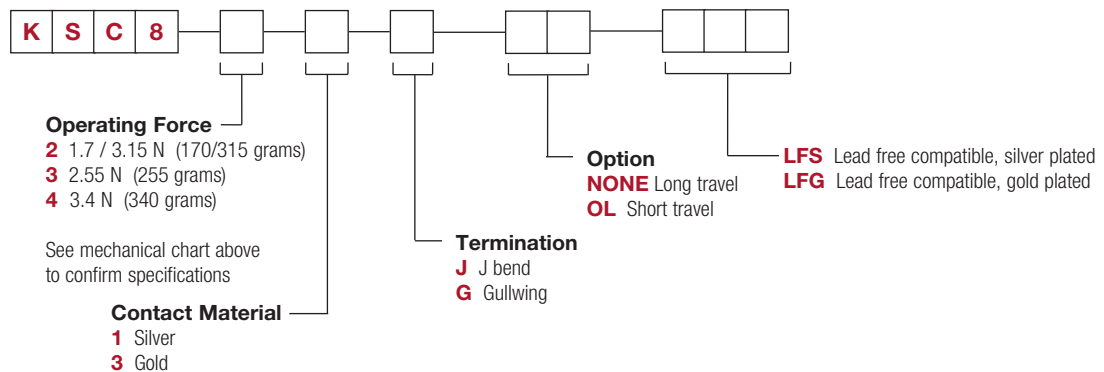 K S C 8
Operating Force
2 1.7 / 3.15 N (170/315 grams)
3 2.55 N (255 grams)
4 3.4 N (340 grams)
See mechanical chart above
to confirm specifications
Contact Material
1 Silver
3 Gold
Termination
J J bend
G Gullwing
Option
NONE Long travel
OL Short travel
LFS Lead free compatible, silver plated
LFG Lead free compatible, gold plated